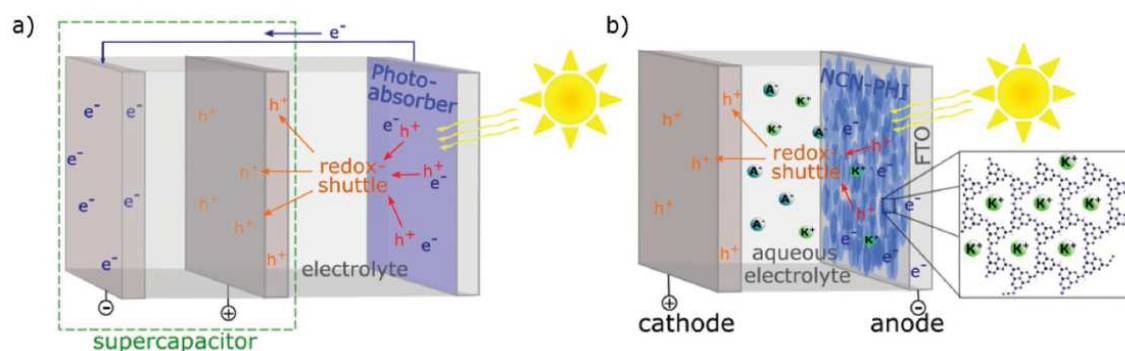 a)
e⁻
Photo-
absorber
e⁻
e⁻
e⁻
e⁻
e⁻
e⁻
e⁻
h⁺
h⁺
h⁺
h⁺
h⁺
h⁺
redox-
shuttle
e⁻
h⁺
h⁺
h⁺
e⁻
e⁻
h⁺
e⁻
electrolyte
⊖
⊕
supercapacitor
b)
NCN-PHI
FTO
h⁺
h⁺
h⁺
h⁺
h⁺
A⁻
K⁺
K⁺
A⁻
redox-
shuttle
A⁻
A⁻
K⁺
e⁻
h⁺
K⁺
e⁻
h⁺
K⁺
e⁻
K⁺
e⁻
e⁻
e⁻
aqueous
electrolyte
⊕
cathode
⊖
anode
K⁺
K⁺
K⁺
K⁺
K⁺
K⁺
K⁺